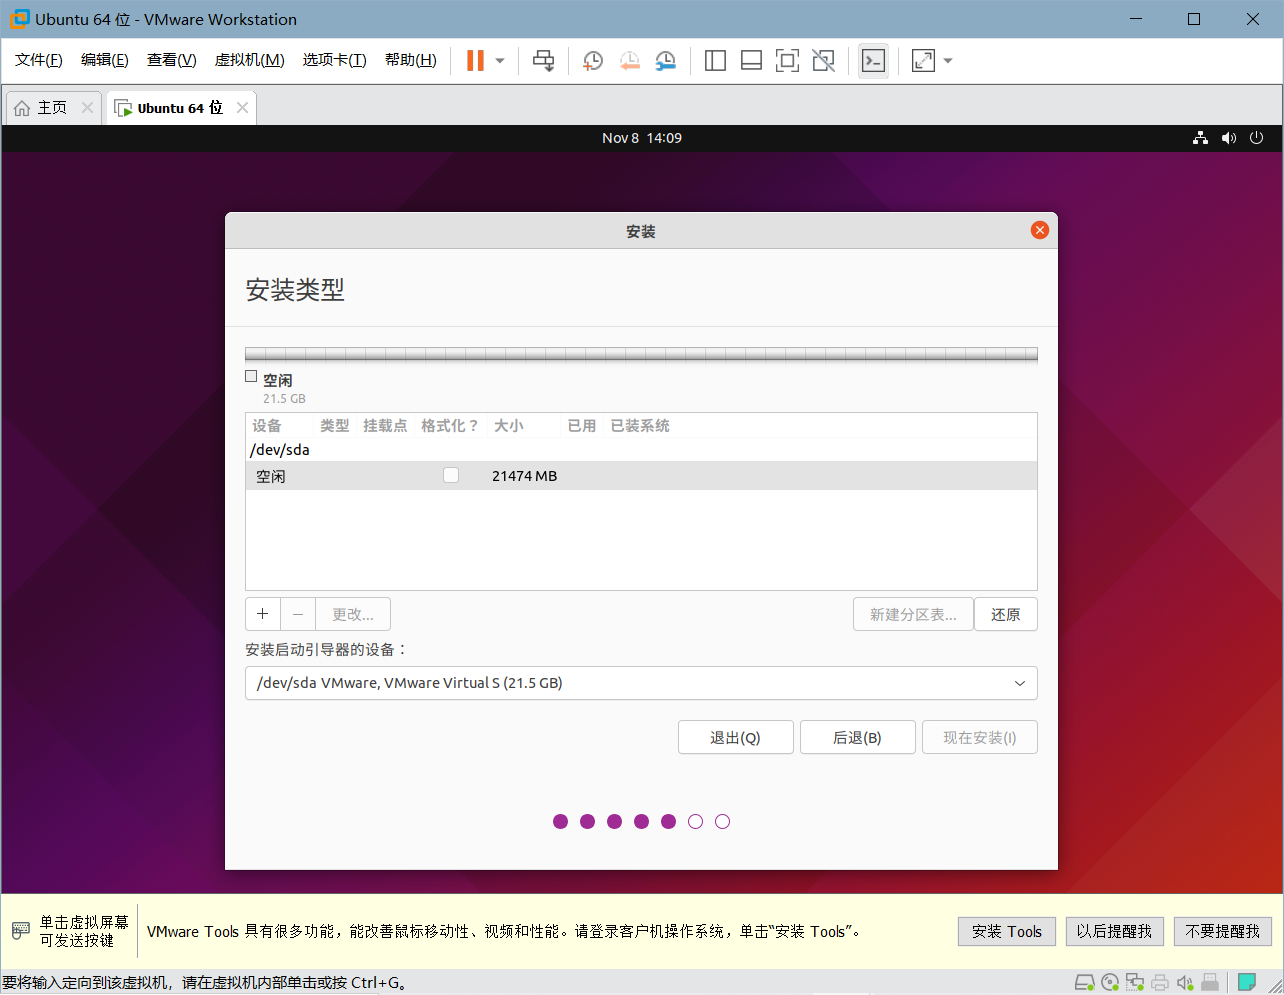 Ubuntu 64 位 - VMware Workstation
文件(F) 编辑(E) 查看(V) 虚拟机(M) 选项卡(T) 帮助(H)
主页 Ubuntu 64 位
Nov 8 14:09
安装
安装类型
空闲
21.5 GB
设备 类型 挂载点 格式化？ 大小 已用 已装系统
/dev/sda
空闲 21474 MB
+ − 更改... 新建分区表... 还原
安装启动引导器的设备：
/dev/sda VMware, VMware Virtual S (21.5 GB)
退出(Q) 后退(B) 现在安装(I)
单击虚拟屏幕
可发送按键
VMware Tools 具有很多功能，能改善鼠标移动性、视频和性能。请登录客户机操作系统，单击“安装 Tools”。
安装 Tools 以后提醒我 不要提醒我
要将输入定向到该虚拟机，请在虚拟机内部单击或按 Ctrl+G。